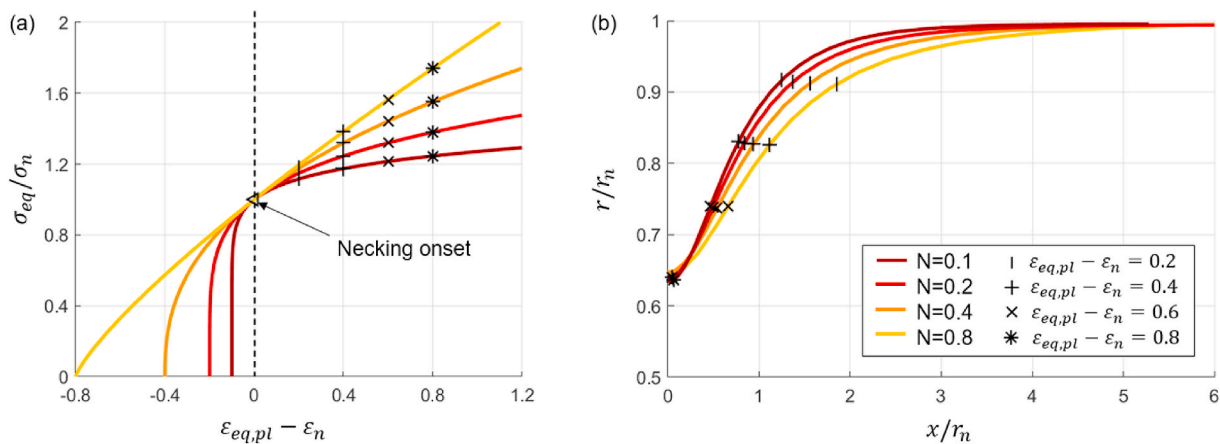 (a)
2
1.6
1.2
0.8
0.4
0
σ_eq/σ_n
Necking onset
-0.8
-0.4
0
0.4
0.8
1.2
ε_eq,pl − ε_n
(b)
1
0.9
0.8
0.7
0.6
0.5
r/r_n
N=0.1
N=0.2
N=0.4
N=0.8
ε_eq,pl − ε_n = 0.2
ε_eq,pl − ε_n = 0.4
ε_eq,pl − ε_n = 0.6
ε_eq,pl − ε_n = 0.8
0
1
2
3
4
5
6
x/r_n